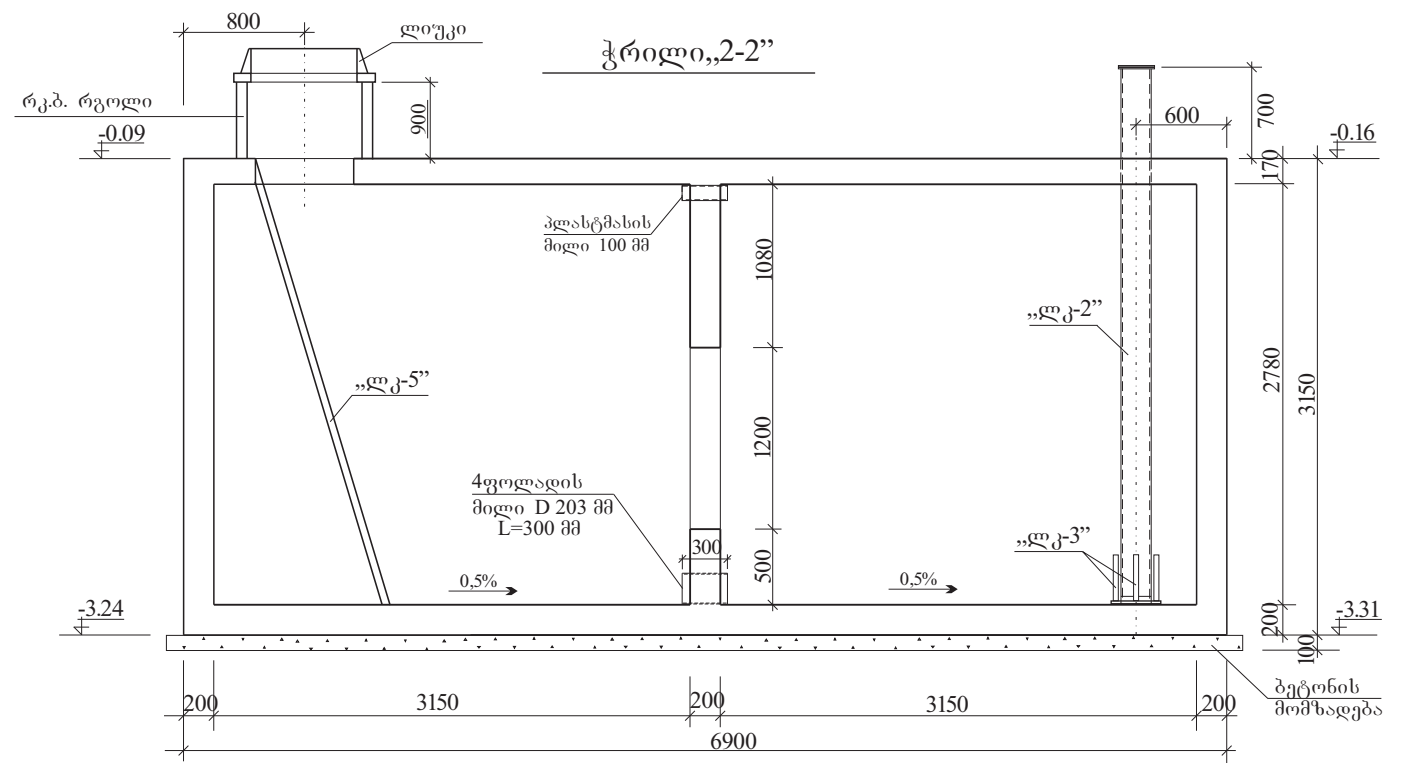 800
ლიუკი
ჭრილი,,2-2”
რკ.ბ. რგოლი
900
600
700
-0.09
-0.16
170
პლასტმასის
მილი 100 მმ
1080
„ლკ-2”
2780
3150
„ლკ-5”
1200
4ფოლადის
მილი D 203 მმ
L=300 მმ
300
500
„ლკ-3”
0,5%
0,5%
-3.24
200
-3.31
100
ბეტონის
მომზადება
200
3150
200
3150
200
6900